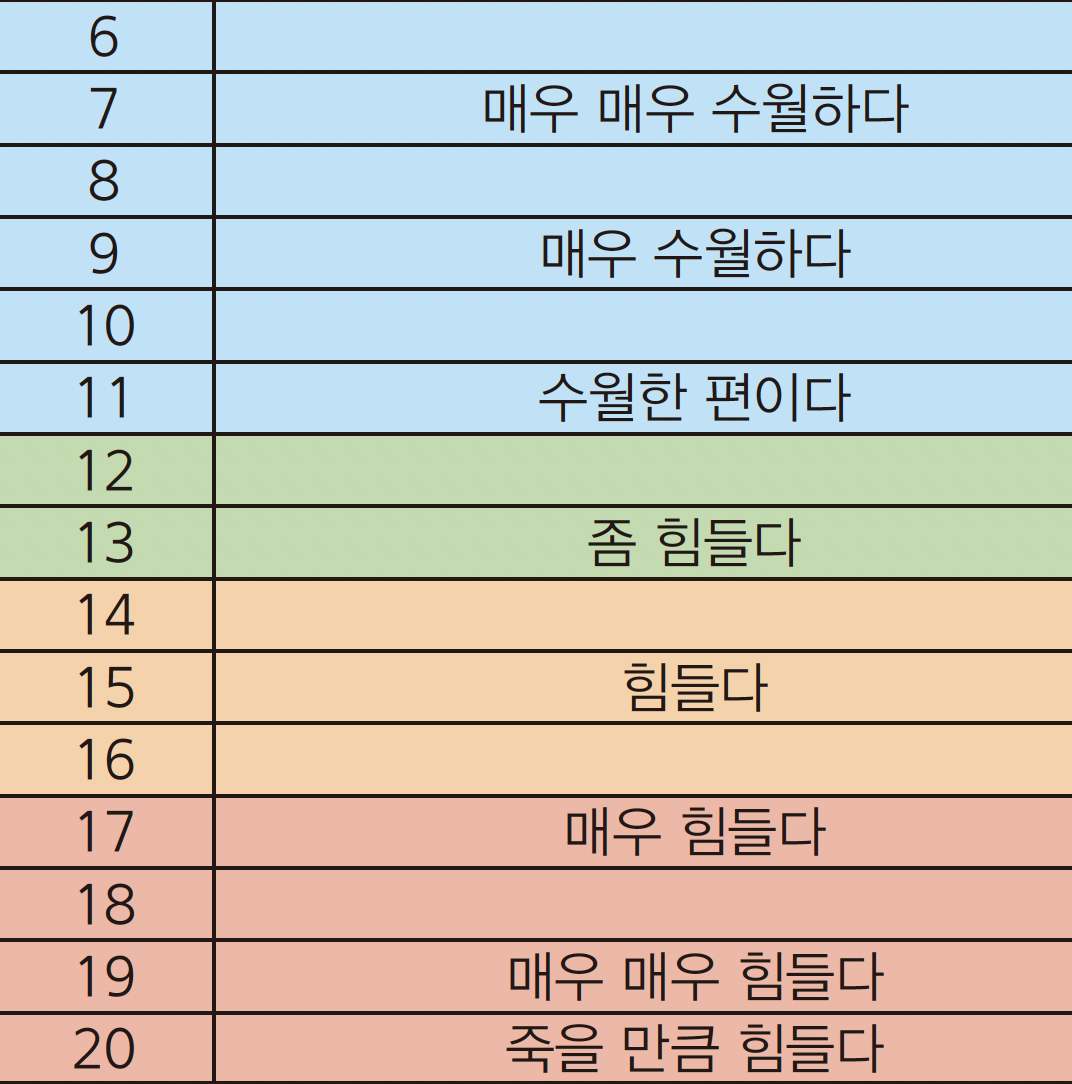 6
7 매우 매우 수월하다
8
9 매우 수월하다
10
11 수월한 편이다
12
13 좀 힘들다
14
15 힘들다
16
17 매우 힘들다
18
19 매우 매우 힘들다
20 죽을 만큼 힘들다